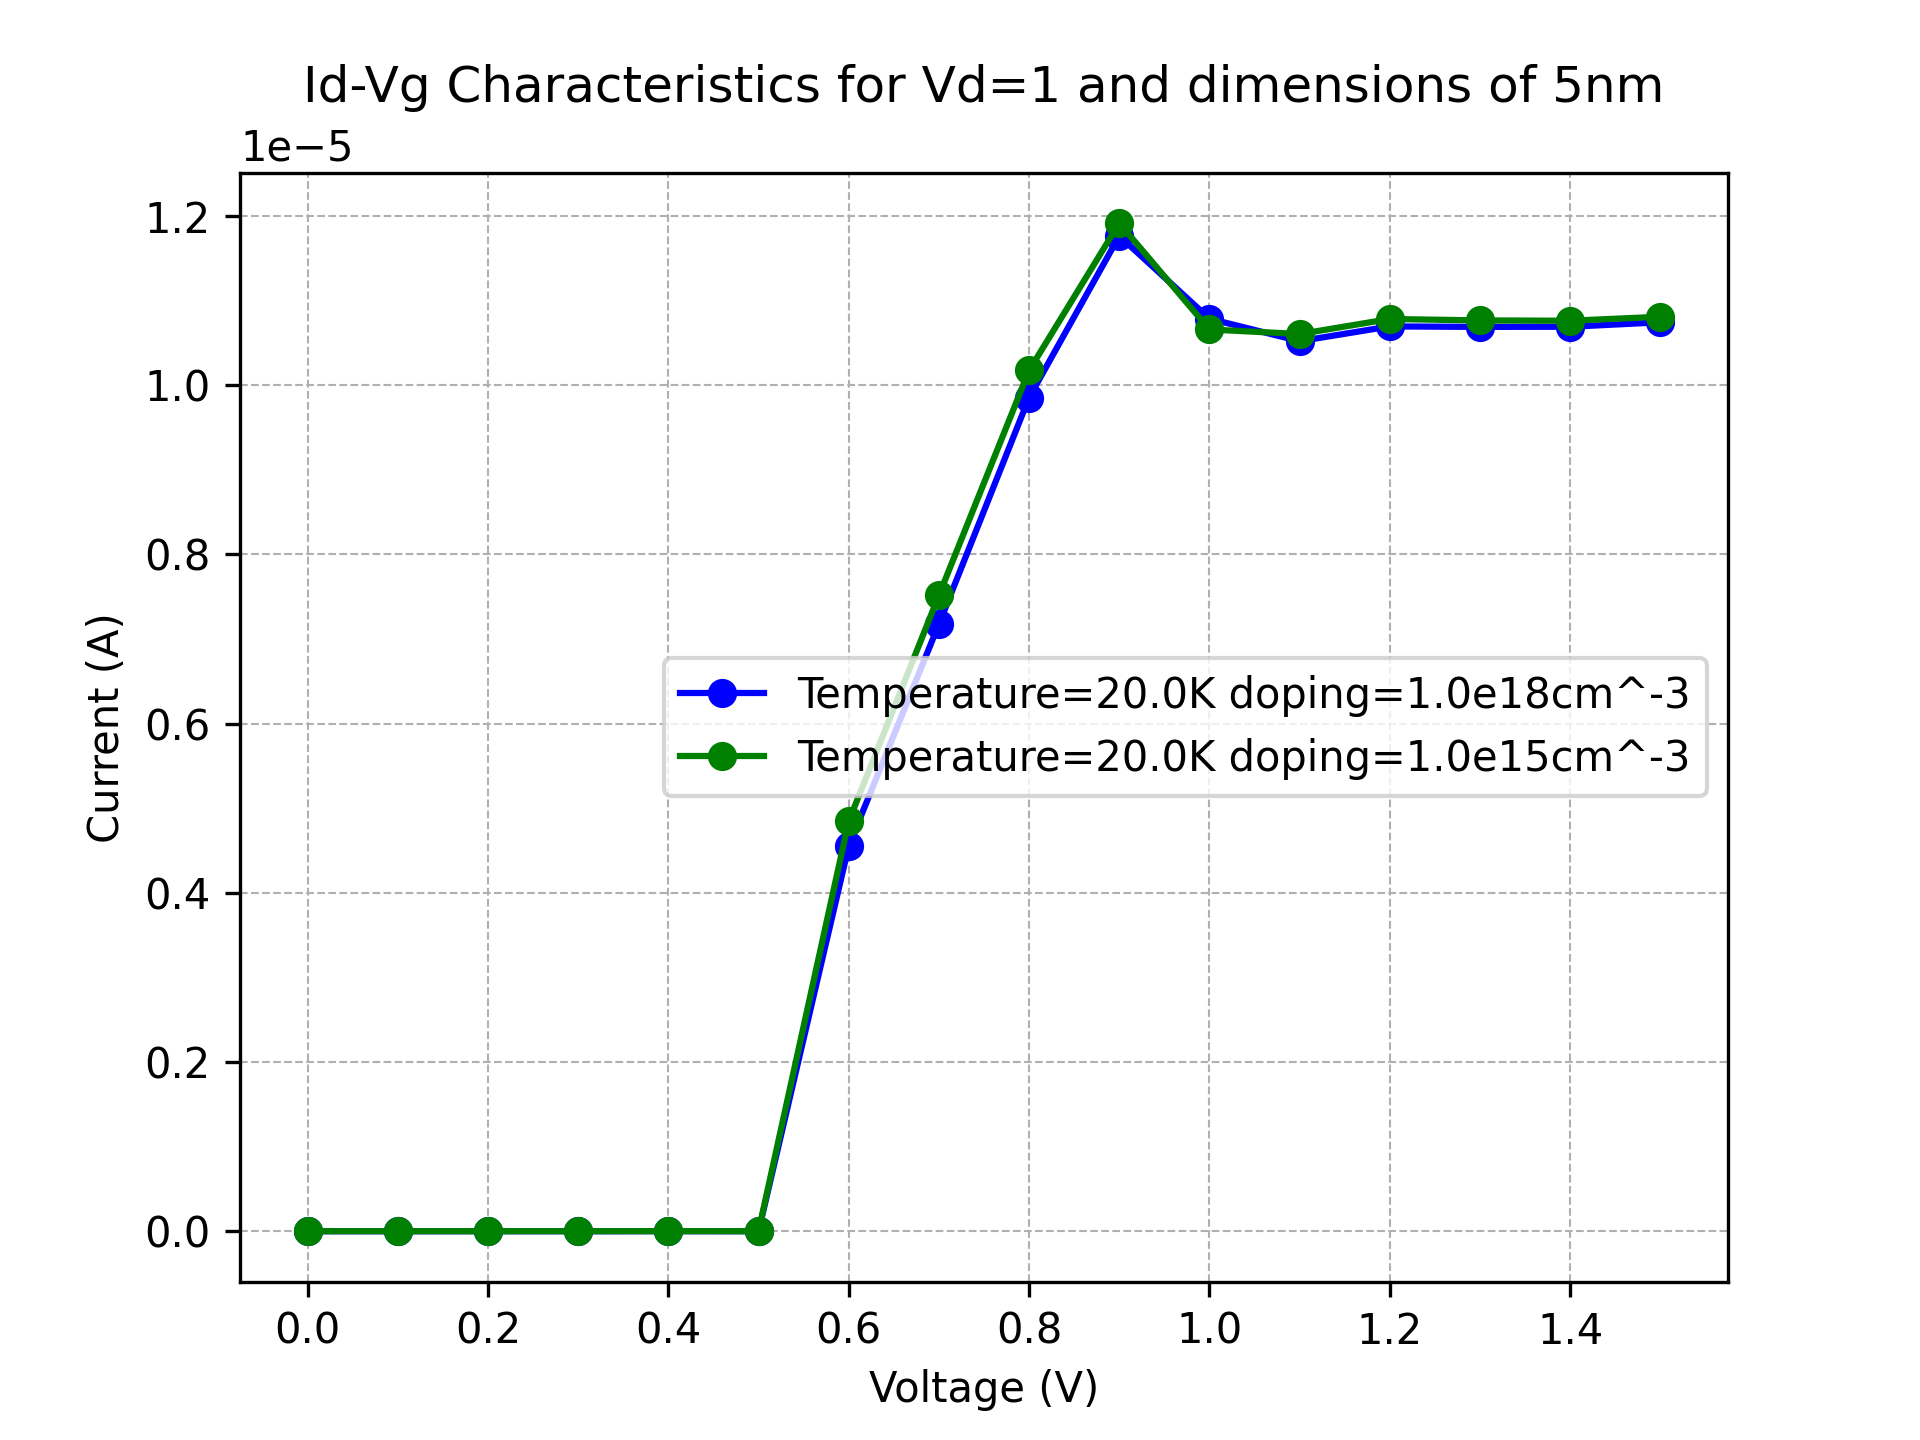 Id-Vg Characteristics for Vd=1 and dimensions of 5nm
1e−5
1.2
1.0
0.8
0.6
0.4
0.2
0.0
Current (A)
Temperature=20.0K doping=1.0e18cm^-3
Temperature=20.0K doping=1.0e15cm^-3
0.0 0.2 0.4 0.6 0.8 1.0 1.2 1.4
Voltage (V)